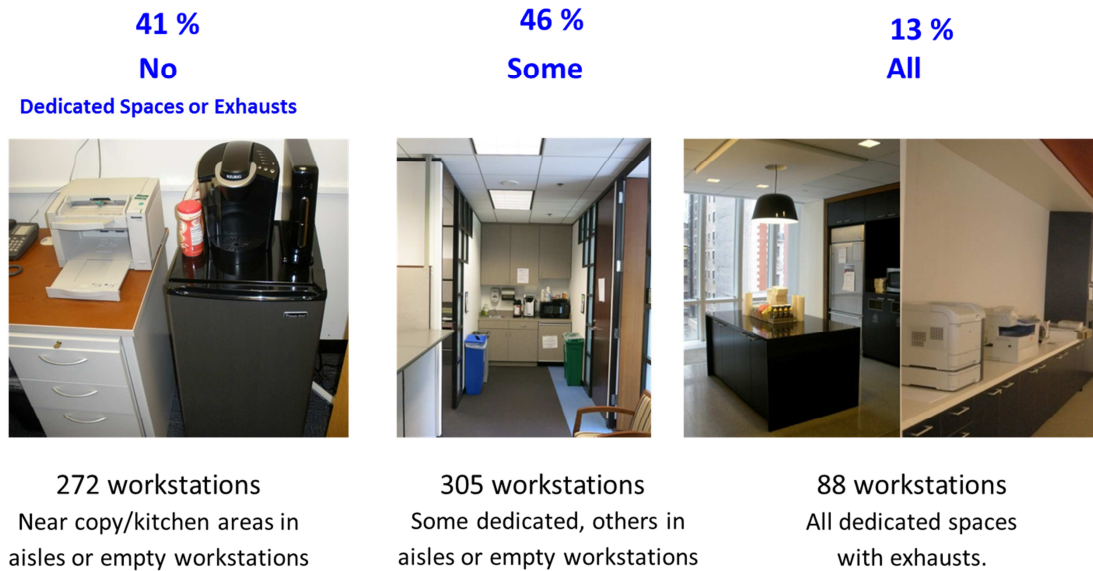 41 %
No
Dedicated Spaces or Exhausts
46 %
Some
13 %
All
KEURIG
272 workstations
Near copy/kitchen areas in
aisles or empty workstations
305 workstations
Some dedicated, others in
aisles or empty workstations
88 workstations
All dedicated spaces
with exhausts.